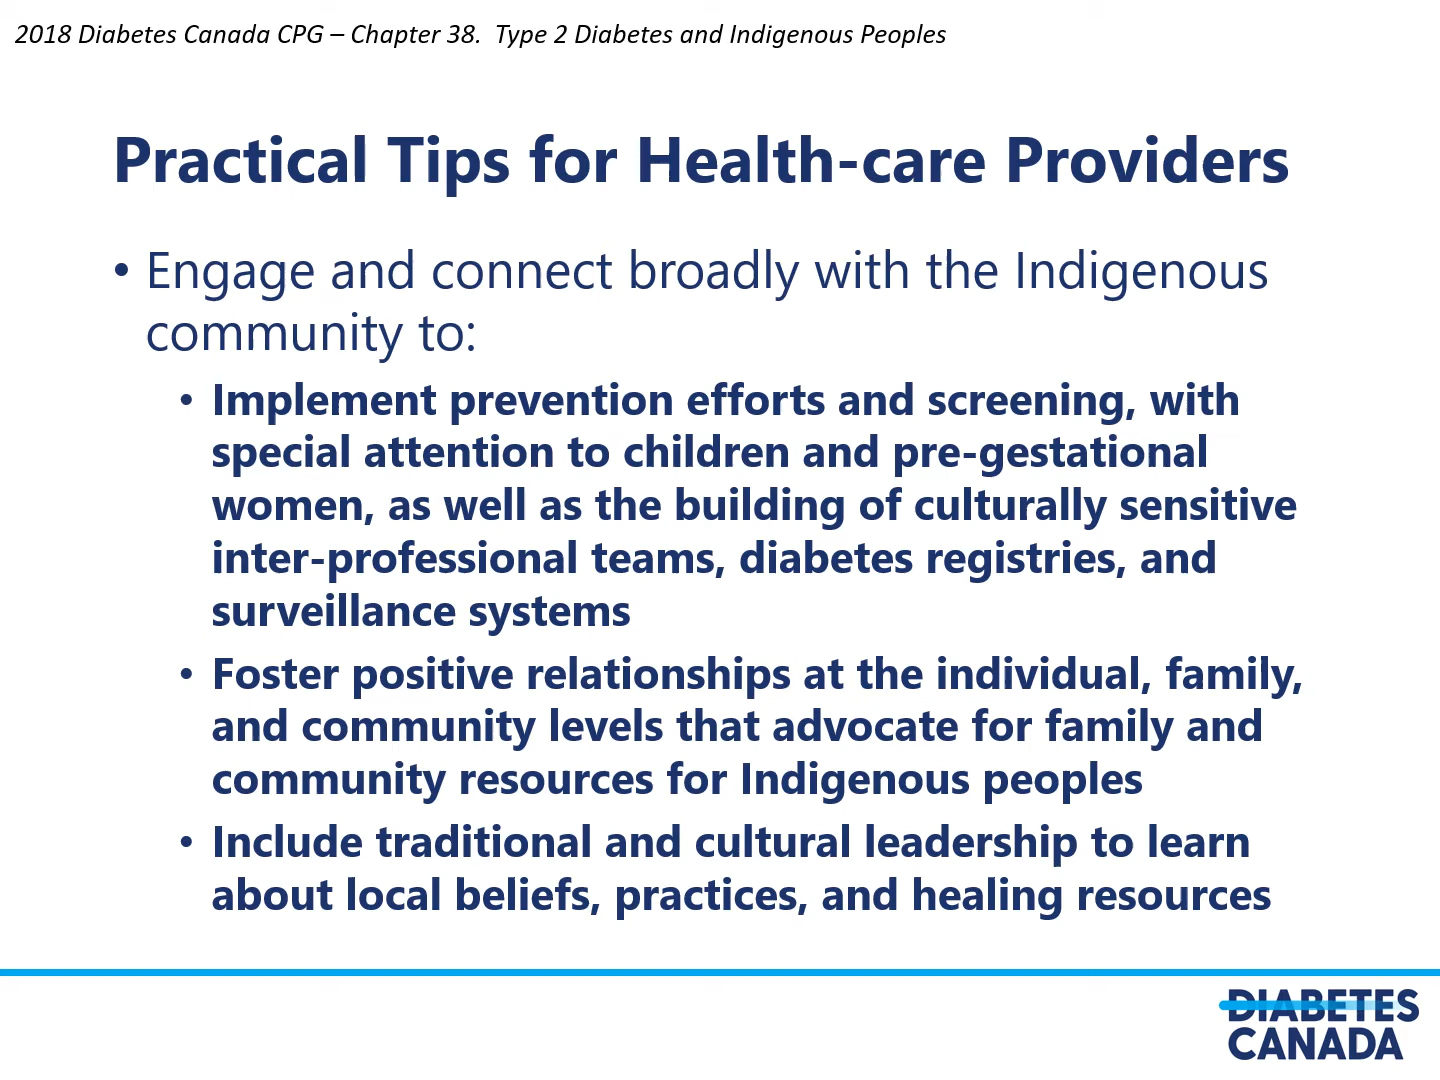 2018 Diabetes Canada CPG – Chapter 38. Type 2 Diabetes and Indigenous Peoples
Practical Tips for Health-care Providers
• Engage and connect broadly with the Indigenous
community to:
• Implement prevention efforts and screening, with
special attention to children and pre-gestational
women, as well as the building of culturally sensitive
inter-professional teams, diabetes registries, and
surveillance systems
• Foster positive relationships at the individual, family,
and community levels that advocate for family and
community resources for Indigenous peoples
• Include traditional and cultural leadership to learn
about local beliefs, practices, and healing resources
DIABETES
CANADA